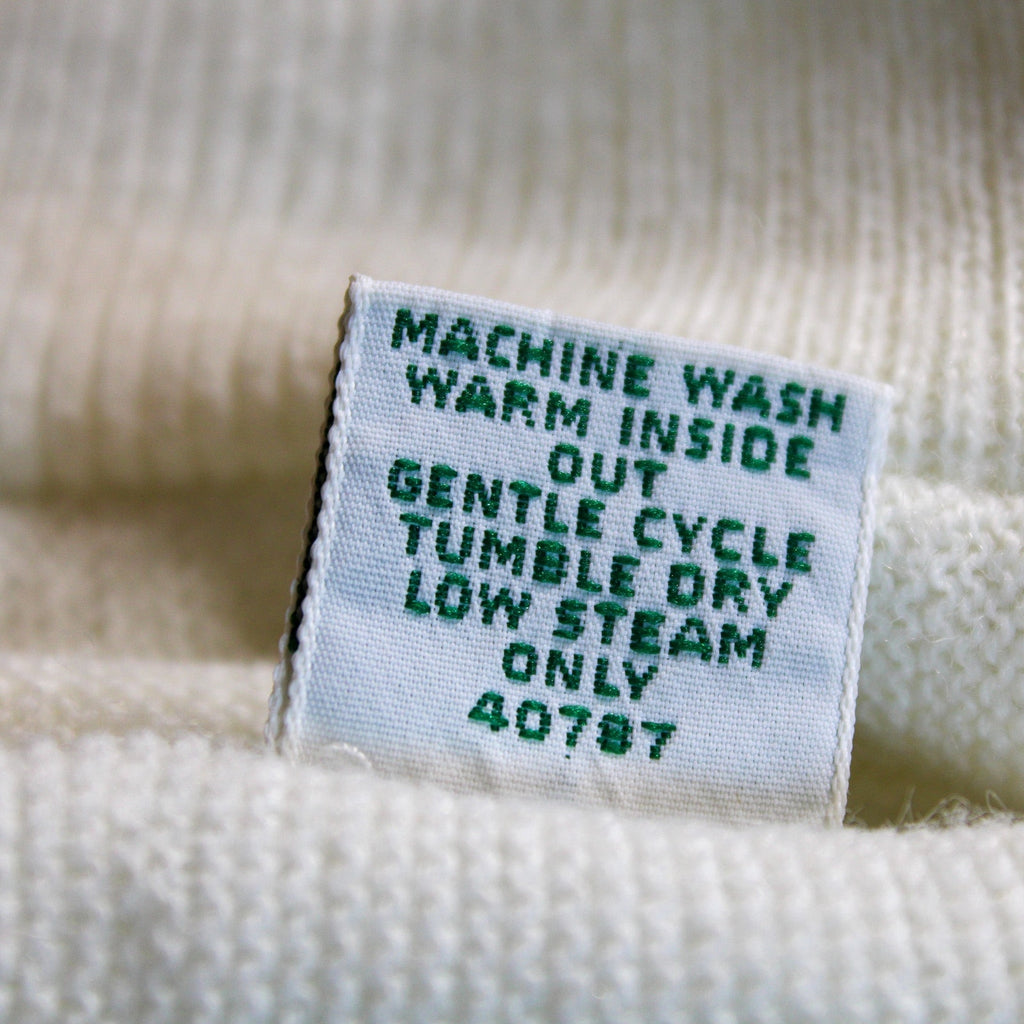 MACHINE WASH
WARM INSIDE
OUT
GENTLE CYCLE
TUMBLE DRY
LOW STEAM
ONLY
40787